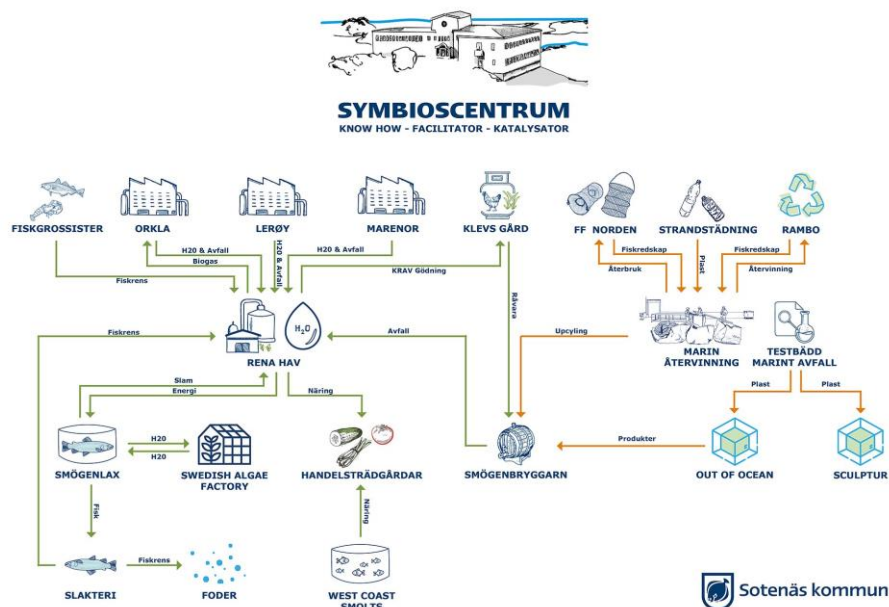 SYMBIOSCENTRUM
KNOW HOW - FACILITATOR - KATALYSATOR
FISKGROSSISTER
ORKLA
LERØY
MARENOR
KLEVS GÅRD
FF NORDEN
STRANDSTÄDNING
RAMBO
H20 & Avfall
Biogas
H20 & Avfall
H20 & Avfall
Fiskrens
KRAV Gödning
Fiskredskap
Återbruk
Plast
Fiskredskap
Återvinning
Råvara
Fiskrens
H₂O
RENA HAV
Avfall
Upcyling
MARIN
ÅTERVINNING
TESTBÄDD
MARINT AVFALL
Slam
Energi
Näring
Plast
Plast
H20
H20
SMÖGENLAX
SWEDISH ALGAE
FACTORY
HANDELSTRÄDGÅRDAR
SMÖGENBRYGGARN
Produkter
OUT OF OCEAN
SCULPTUR
Fisk
Näring
Fiskrens
SLAKTERI
FODER
WEST COAST
SMOLTS
Sotenäs kommun